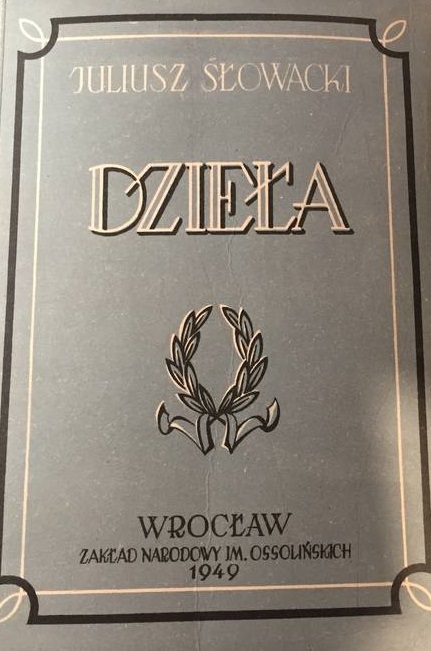 JULIUSZ SŁOWACKI
DZIEŁA
WROCŁAW
ZAKŁAD NARODOWY IM. OSSOLIŃSKICH
1949